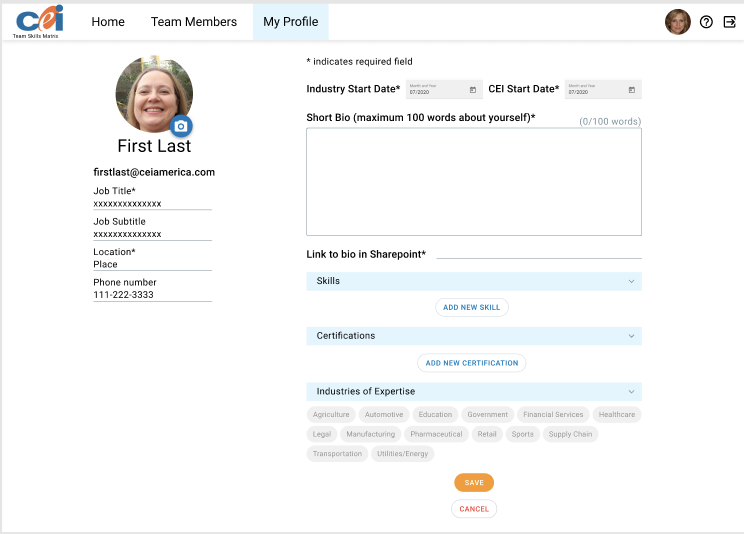 cei
Team Skills Matrix
Home Team Members My Profile
First Last
firstlast@ceiamerica.com
Job Title*
xxxxxxxxxxxxxx
Job Subtitle
xxxxxxxxxxxxxx
Location*
Place
Phone number
111-222-3333
* indicates required field
Industry Start Date* Month and Year 07/2020 CEI Start Date* Month and Year 07/2020
Short Bio (maximum 100 words about yourself)* (0/100 words)
Link to bio in Sharepoint*
Skills
ADD NEW SKILL
Certifications
ADD NEW CERTIFICATION
Industries of Expertise
Agriculture Automotive Education Government Financial Services Healthcare
Legal Manufacturing Pharmaceutical Retail Sports Supply Chain
Transportation Utilities/Energy
SAVE
CANCEL